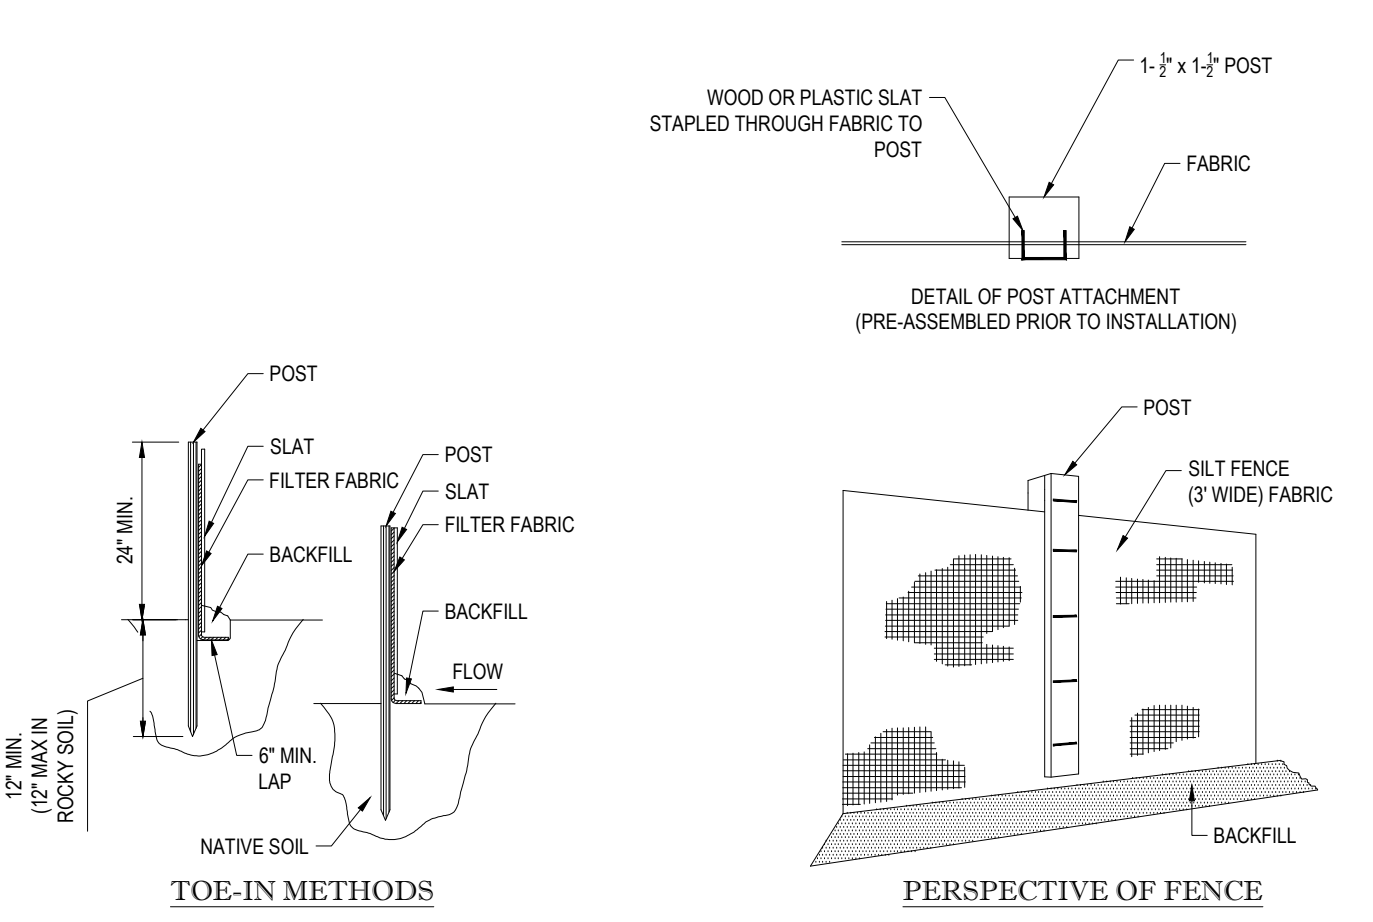 1- 1/2" x 1-1/2" POST
WOOD OR PLASTIC SLAT
STAPLED THROUGH FABRIC TO
POST
FABRIC
DETAIL OF POST ATTACHMENT
(PRE-ASSEMBLED PRIOR TO INSTALLATION)
POST
SLAT
FILTER FABRIC
BACKFILL
24" MIN.
12" MIN.
(12" MAX IN
ROCKY SOIL)
6" MIN.
LAP
POST
SLAT
FILTER FABRIC
BACKFILL
FLOW
NATIVE SOIL
TOE-IN METHODS
POST
SILT FENCE
(3' WIDE) FABRIC
BACKFILL
PERSPECTIVE OF FENCE